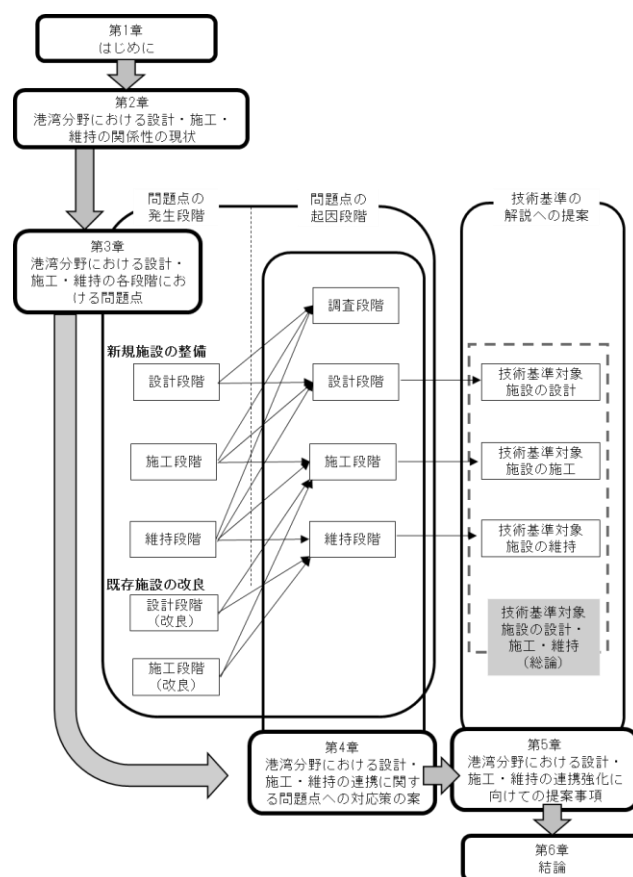 第1章
はじめに
第2章
港湾分野における設計・施工・
維持の関係性の現状
問題点の
発生段階
問題点の
起因段階
技術基準の
解説への提案
第3章
港湾分野における設計・
施工・維持の各段階にお
ける問題点
調査段階
新規施設の整備
設計段階
設計段階
技術基準対象
施設の設計
施工段階
施工段階
技術基準対象
施設の施工
維持段階
維持段階
技術基準対象
施設の維持
既存施設の改良
設計段階
(改良)
技術基準対象
施設の設計・
施工・維持
(総論)
施工段階
(改良)
第4章
港湾分野における設計・
施工・維持の連携に関す
る問題点への対応策の案
第5章
港湾分野における設計・
施工・維持の連携強化に
向けての提案事項
第6章
結論